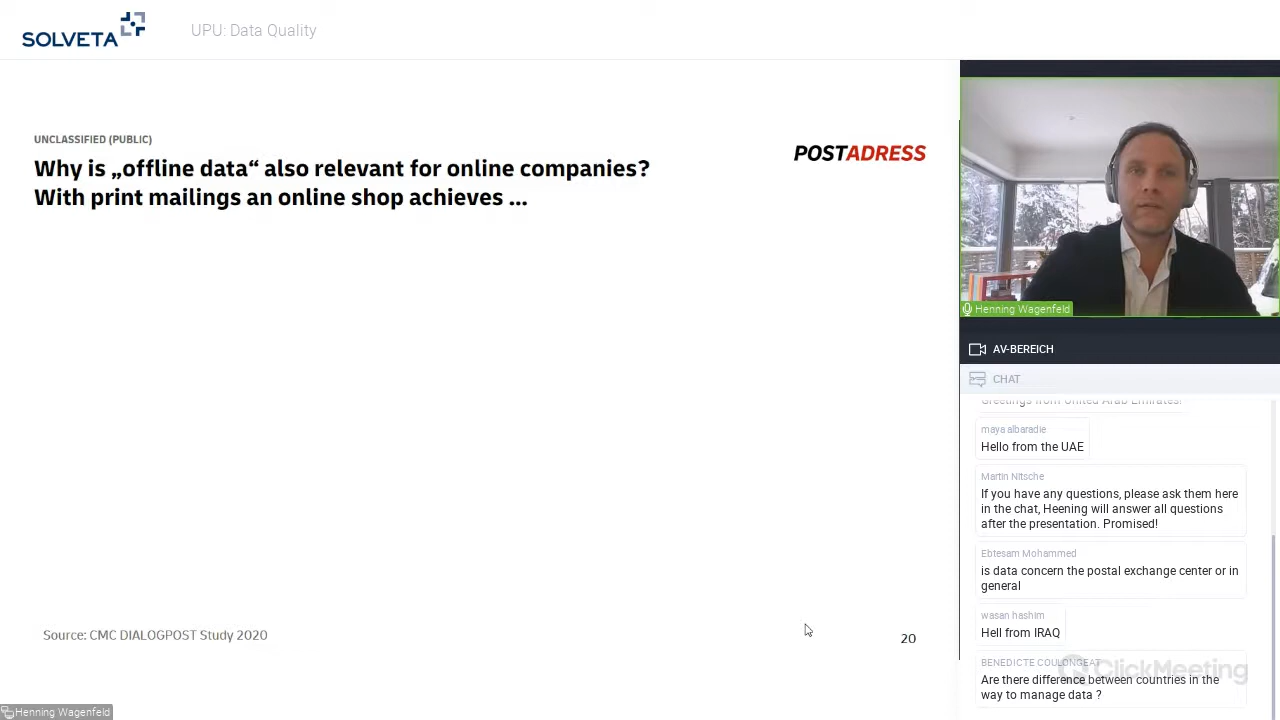 SOLVETA
UPU: Data Quality
UNCLASSIFIED (PUBLIC)
Why is „offline data“ also relevant for online companies?
With print mailings an online shop achieves ...
POSTADRESS
Source: CMC DIALOGPOST Study 2020
20
Henning Wagenfeld
Henning Wagenfeld
AV-BEREICH
CHAT
Greetings from United Arab Emirates!
maya albaradie
Hello from the UAE
Martin Nitsche
If you have any questions, please ask them here
in the chat, Heening will answer all questions
after the presentation. Promised!
Ebtesam Mohammed
is data concern the postal exchange center or in
general
wasan hashim
Hell from IRAQ
BENEDICTE COULONGEAT
Are there difference between countries in the
way to manage data ?
ClickMeeting